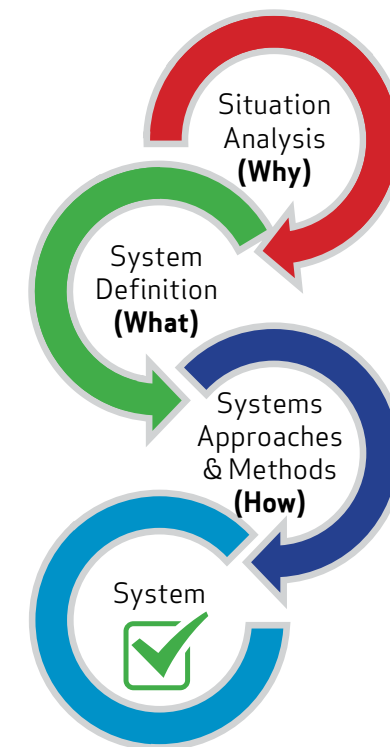 Situation
Analysis
(Why)
System
Definition
(What)
Systems
Approaches
& Methods
(How)
System